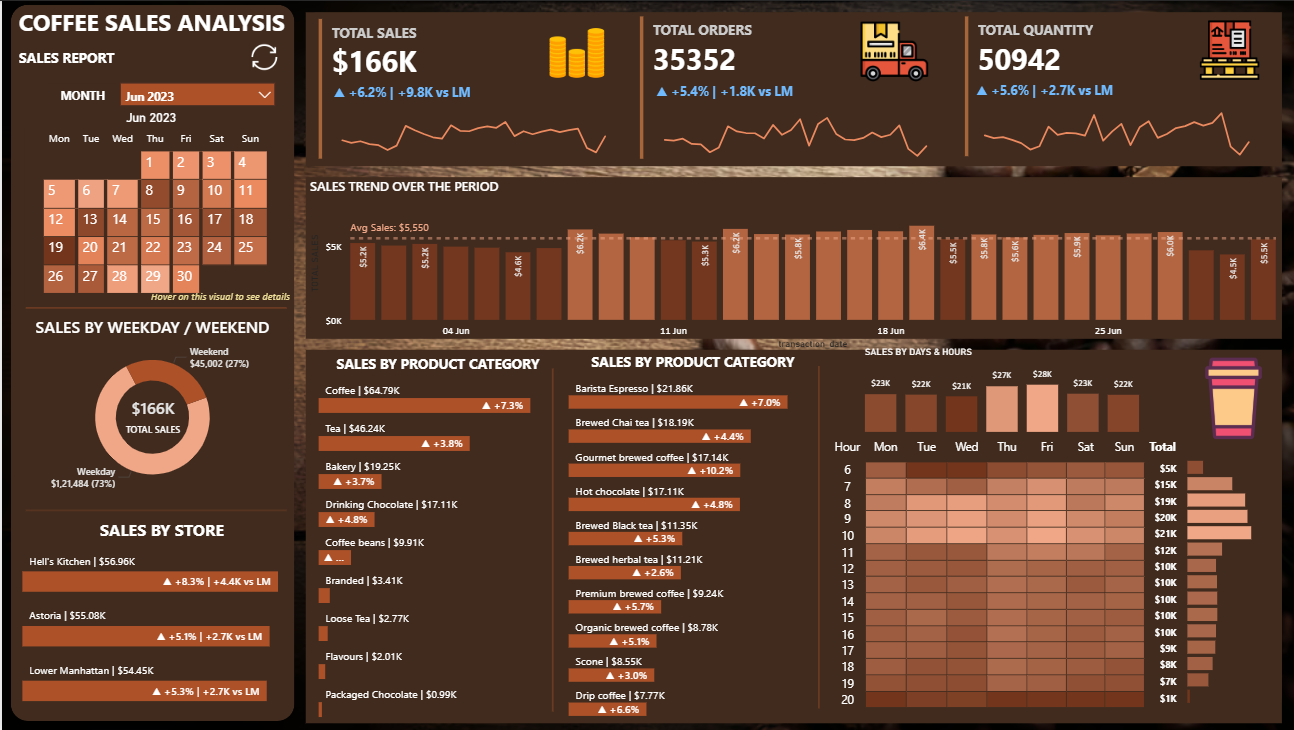 COFFEE SALES ANALYSIS
SALES REPORT
MONTH Jun 2023
Jun 2023
Mon Tue Wed Thu Fri Sat Sun
1 2 3 4
5 6 7 8 9 10 11
12 13 14 15 16 17 18
19 20 21 22 23 24 25
26 27 28 29 30
Hover on this visual to see details
SALES BY WEEKDAY / WEEKEND
Weekend
$45,002 (27%)
$166K
TOTAL SALES
Weekday
$1,21,484 (73%)
SALES BY STORE
Hell's Kitchen | $56.96K
▲ +8.3% | +4.4K vs LM
Astoria | $55.08K
▲ +5.1% | +2.7K vs LM
Lower Manhattan | $54.45K
▲ +5.3% | +2.7K vs LM
TOTAL SALES
$166K
▲ +6.2% | +9.8K vs LM
TOTAL ORDERS
35352
▲ +5.4% | +1.8K vs LM
TOTAL QUANTITY
50942
▲ +5.6% | +2.7K vs LM
SALES TREND OVER THE PERIOD
Avg Sales: $5,550
$5K
$0K
$5.2K $5.2K $4.6K $6.2K $5.3K $6.2K $5.8K $6.4K $5.5K $5.8K $5.6K $5.9K $6.0K $4.5K $5.5K
04 Jun 11 Jun 18 Jun 25 Jun
transaction_date
SALES BY PRODUCT CATEGORY
Coffee | $64.79K
▲ +7.3%
Tea | $46.24K
▲ +3.8%
Bakery | $19.25K
▲ +3.7%
Drinking Chocolate | $17.11K
▲ +4.8%
Coffee beans | $9.91K
▲ ...
Branded | $3.41K
Loose Tea | $2.77K
Flavours | $2.01K
Packaged Chocolate | $0.99K
SALES BY PRODUCT CATEGORY
Barista Espresso | $21.86K
▲ +7.0%
Brewed Chai tea | $18.19K
▲ +4.4%
Gourmet brewed coffee | $17.14K
▲ +10.2%
Hot chocolate | $17.11K
▲ +4.8%
Brewed Black tea | $11.35K
▲ +5.3%
Brewed herbal tea | $11.21K
▲ +2.6%
Premium brewed coffee | $9.24K
▲ +5.7%
Organic brewed coffee | $8.78K
▲ +5.1%
Scone | $8.55K
▲ +3.0%
Drip coffee | $7.77K
▲ +6.6%
SALES BY DAYS & HOURS
$23K $22K $21K $27K $28K $23K $22K
Hour Mon Tue Wed Thu Fri Sat Sun Total
6 $5K
7 $15K
8 $19K
9 $20K
10 $21K
11 $12K
12 $10K
13 $10K
14 $10K
15 $10K
16 $10K
17 $9K
18 $8K
19 $7K
20 $1K